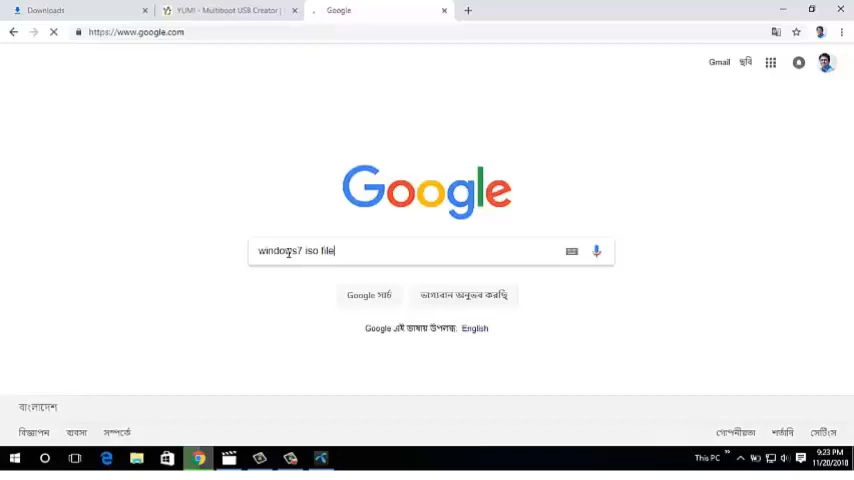 Downloads
YUMI - Multiboot USB Creator |
Google
https://www.google.com
Gmail ছবি
Google
windows7 iso file
Google সার্চ ভাগ্যবান অনুভব করছি
Google এই ভাষায় উপলব্ধ: English
বাংলাদেশ
বিজ্ঞাপন ব্যবসা সম্পর্কে গোপনীয়তা শর্তাদি সেটিংস
This PC
9:23 PM
11/20/2018